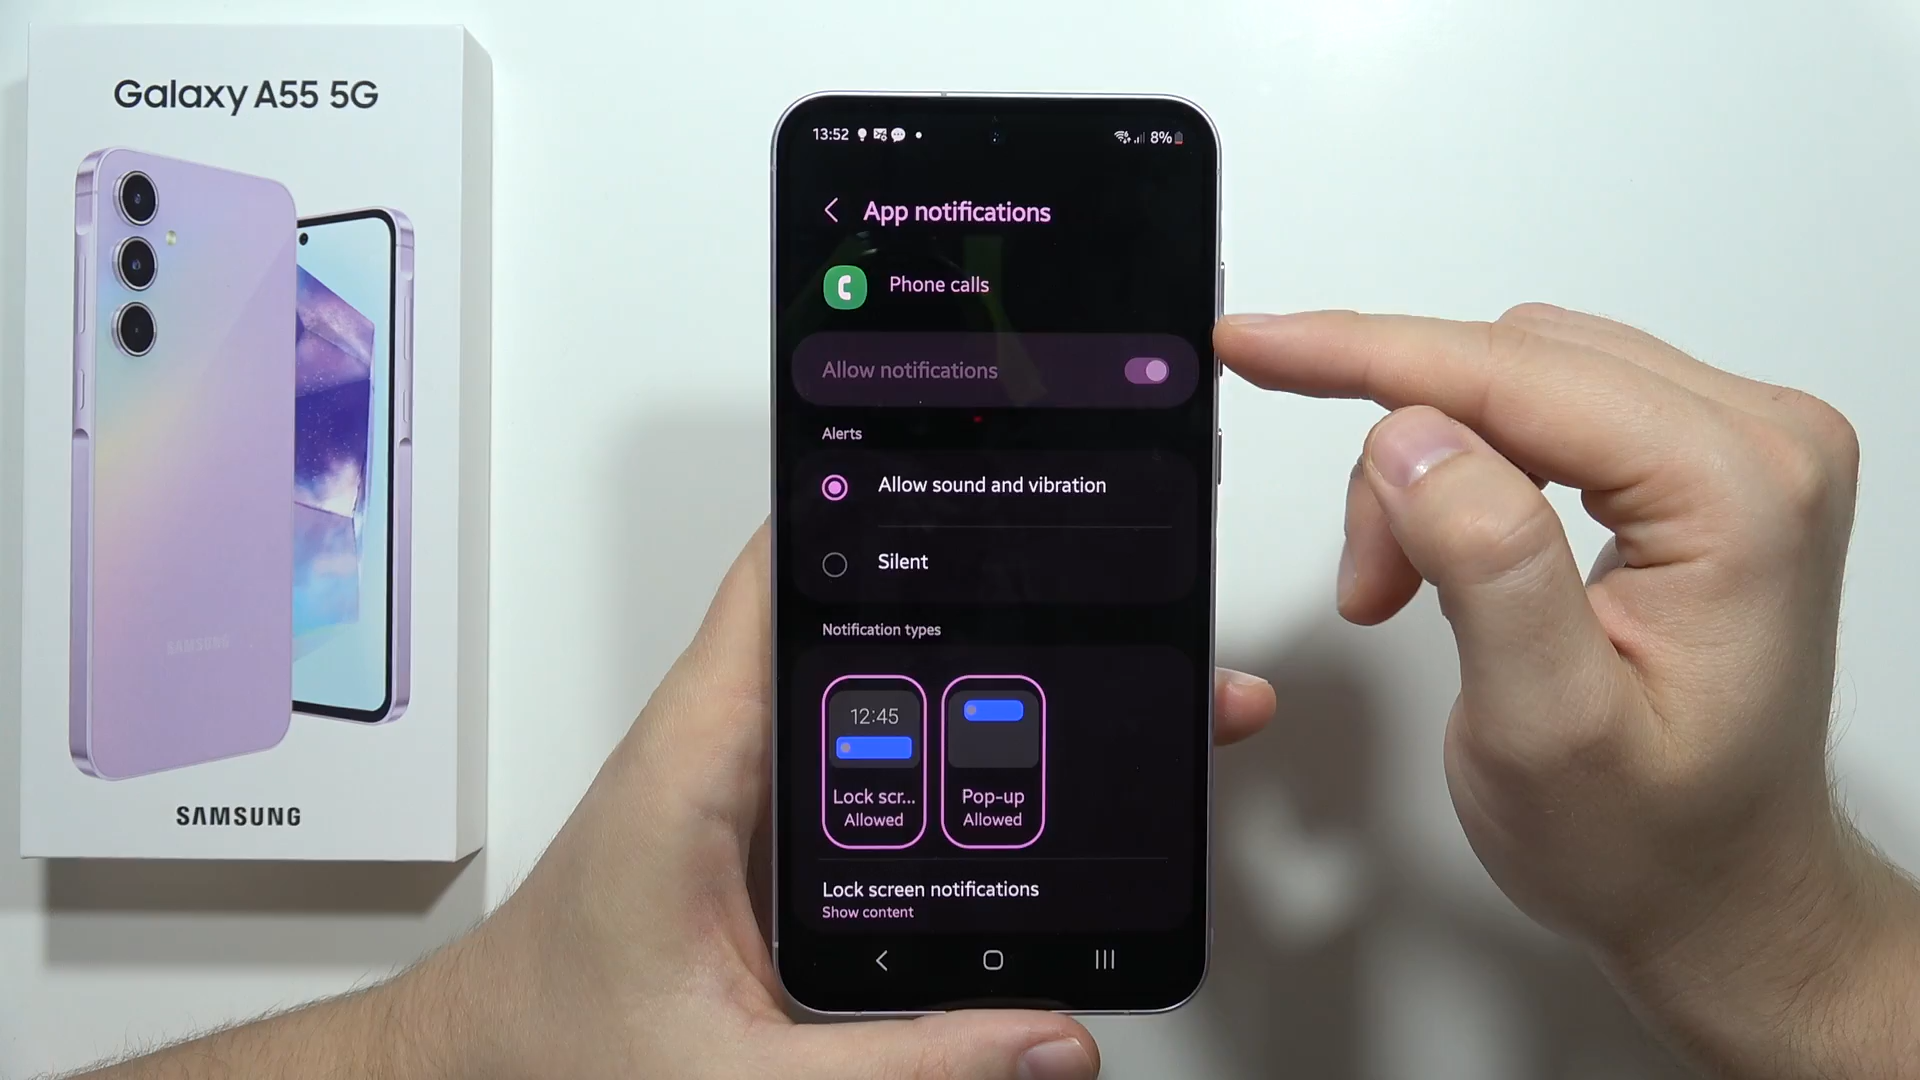 Galaxy A55 5G
SAMSUNG
SAMSUNG
13:52
8%
App notifications
Phone calls
Allow notifications
Alerts
Allow sound and vibration
Silent
Notification types
12:45
Lock scr...
Allowed
Pop-up
Allowed
Lock screen notifications
Show content